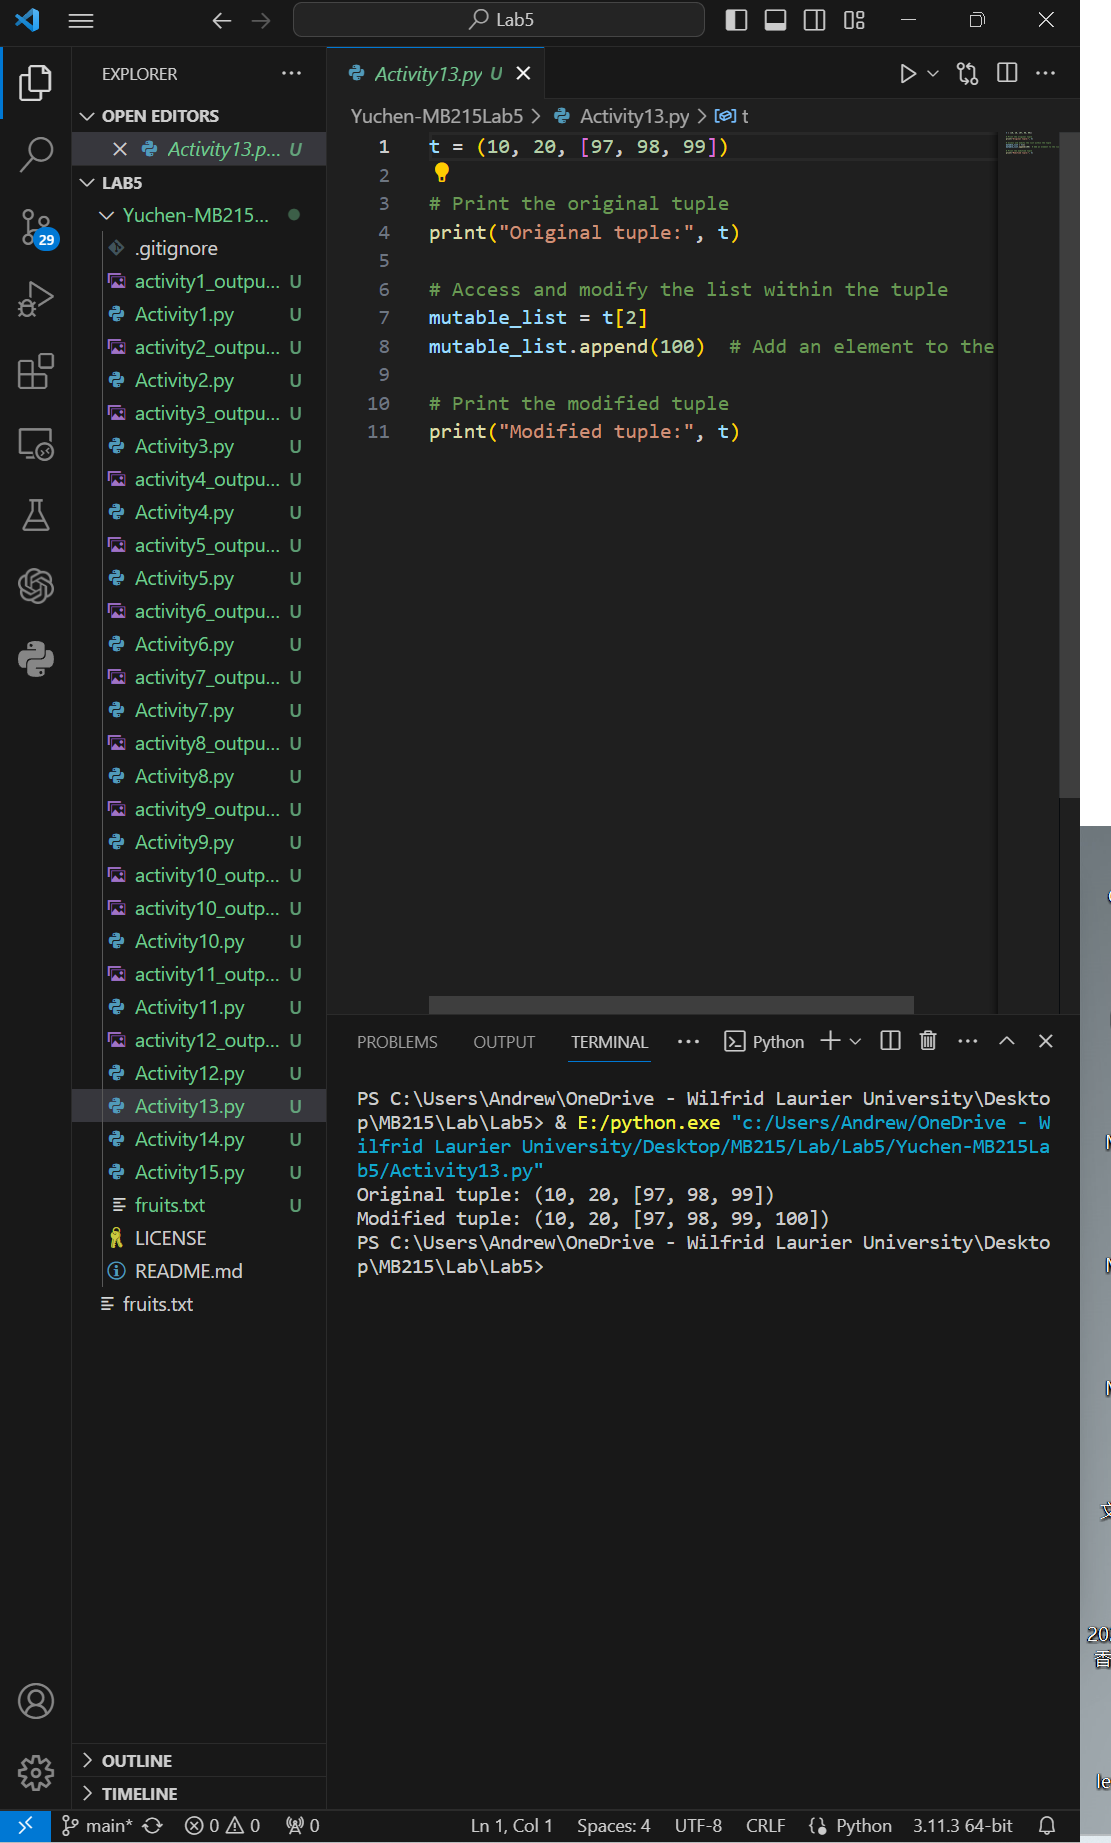 Lab5
EXPLORER
OPEN EDITORS
Activity13.p... U
LAB5
Yuchen-MB215...
.gitignore
activity1_outpu... U
Activity1.py U
activity2_outpu... U
Activity2.py U
activity3_outpu... U
Activity3.py U
activity4_outpu... U
Activity4.py U
activity5_outpu... U
Activity5.py U
activity6_outpu... U
Activity6.py U
activity7_outpu... U
Activity7.py U
activity8_outpu... U
Activity8.py U
activity9_outpu... U
Activity9.py U
activity10_outp... U
activity10_outp... U
Activity10.py U
activity11_outp... U
Activity11.py U
activity12_outp... U
Activity12.py U
Activity13.py U
Activity14.py U
Activity15.py U
fruits.txt U
LICENSE
README.md
fruits.txt
OUTLINE
TIMELINE
29
Activity13.py U
Yuchen-MB215Lab5 > Activity13.py > t
1 t = (10, 20, [97, 98, 99])
2
3 # Print the original tuple
4 print("Original tuple:", t)
5
6 # Access and modify the list within the tuple
7 mutable_list = t[2]
8 mutable_list.append(100)  # Add an element to the
9
10 # Print the modified tuple
11 print("Modified tuple:", t)
PROBLEMS OUTPUT TERMINAL Python
PS C:\Users\Andrew\OneDrive - Wilfrid Laurier University\Deskto
p\MB215\Lab\Lab5> & E:/python.exe "c:/Users/Andrew/OneDrive - W
ilfrid Laurier University/Desktop/MB215/Lab/Lab5/Yuchen-MB215La
b5/Activity13.py"
Original tuple: (10, 20, [97, 98, 99])
Modified tuple: (10, 20, [97, 98, 99, 100])
PS C:\Users\Andrew\OneDrive - Wilfrid Laurier University\Deskto
p\MB215\Lab\Lab5>
main* 0 0 0 Ln 1, Col 1 Spaces: 4 UTF-8 CRLF Python 3.11.3 64-bit